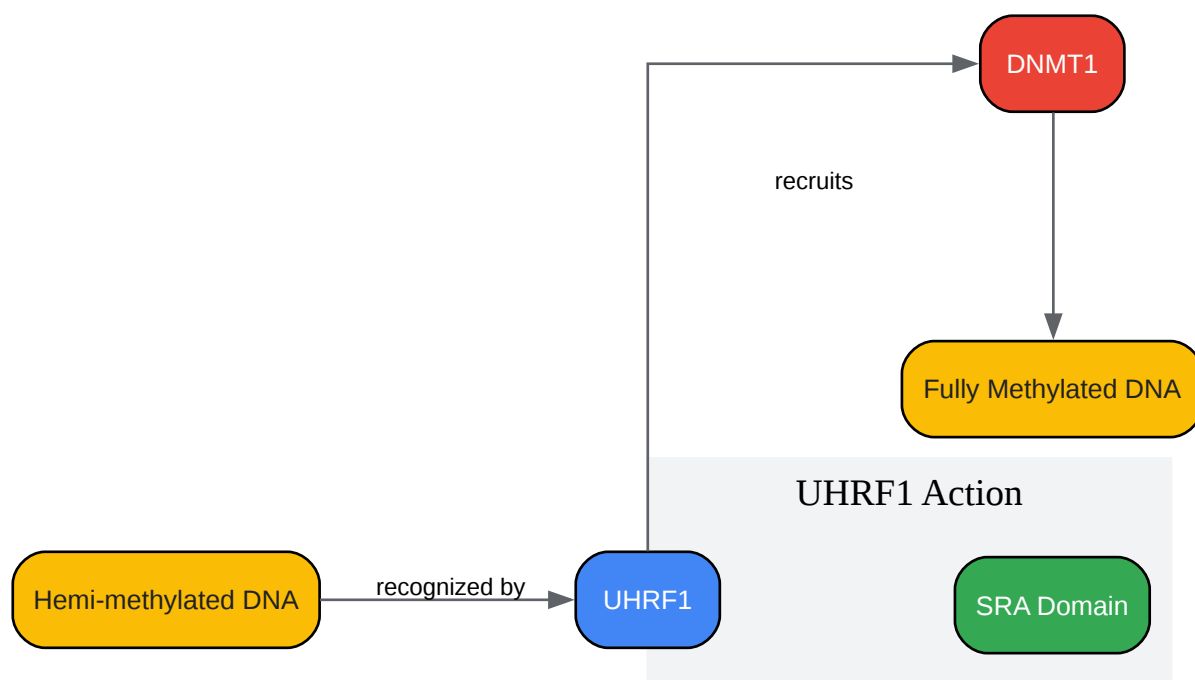 DNMT1
recruits
Fully Methylated DNA
UHRF1 Action
Hemi-methylated DNA
recognized by
UHRF1
SRA Domain